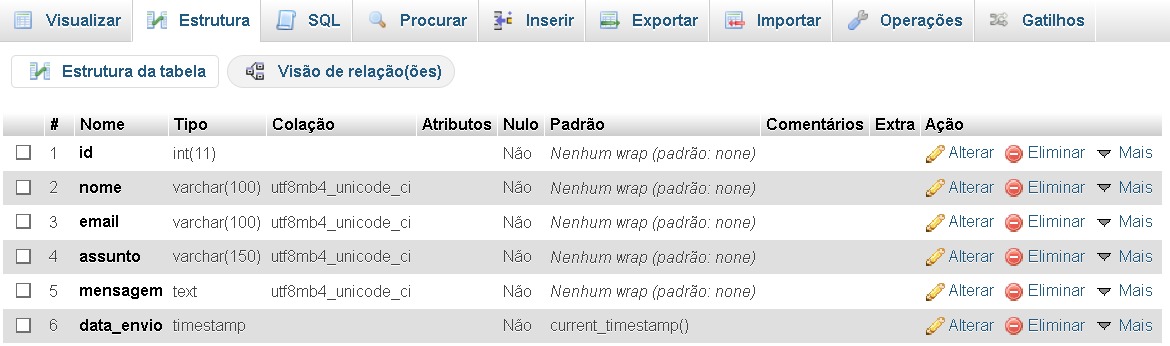 Visualizar Estrutura SQL Procurar Inserir Exportar Importar Operações Gatilhos
Estrutura da tabela Visão de relação(ões)
# Nome Tipo Colação Atributos Nulo Padrão Comentários Extra Ação
1 id int(11) Não Nenhum wrap (padrão: none) Alterar Eliminar Mais
2 nome varchar(100) utf8mb4_unicode_ci Não Nenhum wrap (padrão: none) Alterar Eliminar Mais
3 email varchar(100) utf8mb4_unicode_ci Não Nenhum wrap (padrão: none) Alterar Eliminar Mais
4 assunto varchar(150) utf8mb4_unicode_ci Não Nenhum wrap (padrão: none) Alterar Eliminar Mais
5 mensagem text utf8mb4_unicode_ci Não Nenhum wrap (padrão: none) Alterar Eliminar Mais
6 data_envio timestamp Não current_timestamp() Alterar Eliminar Mais